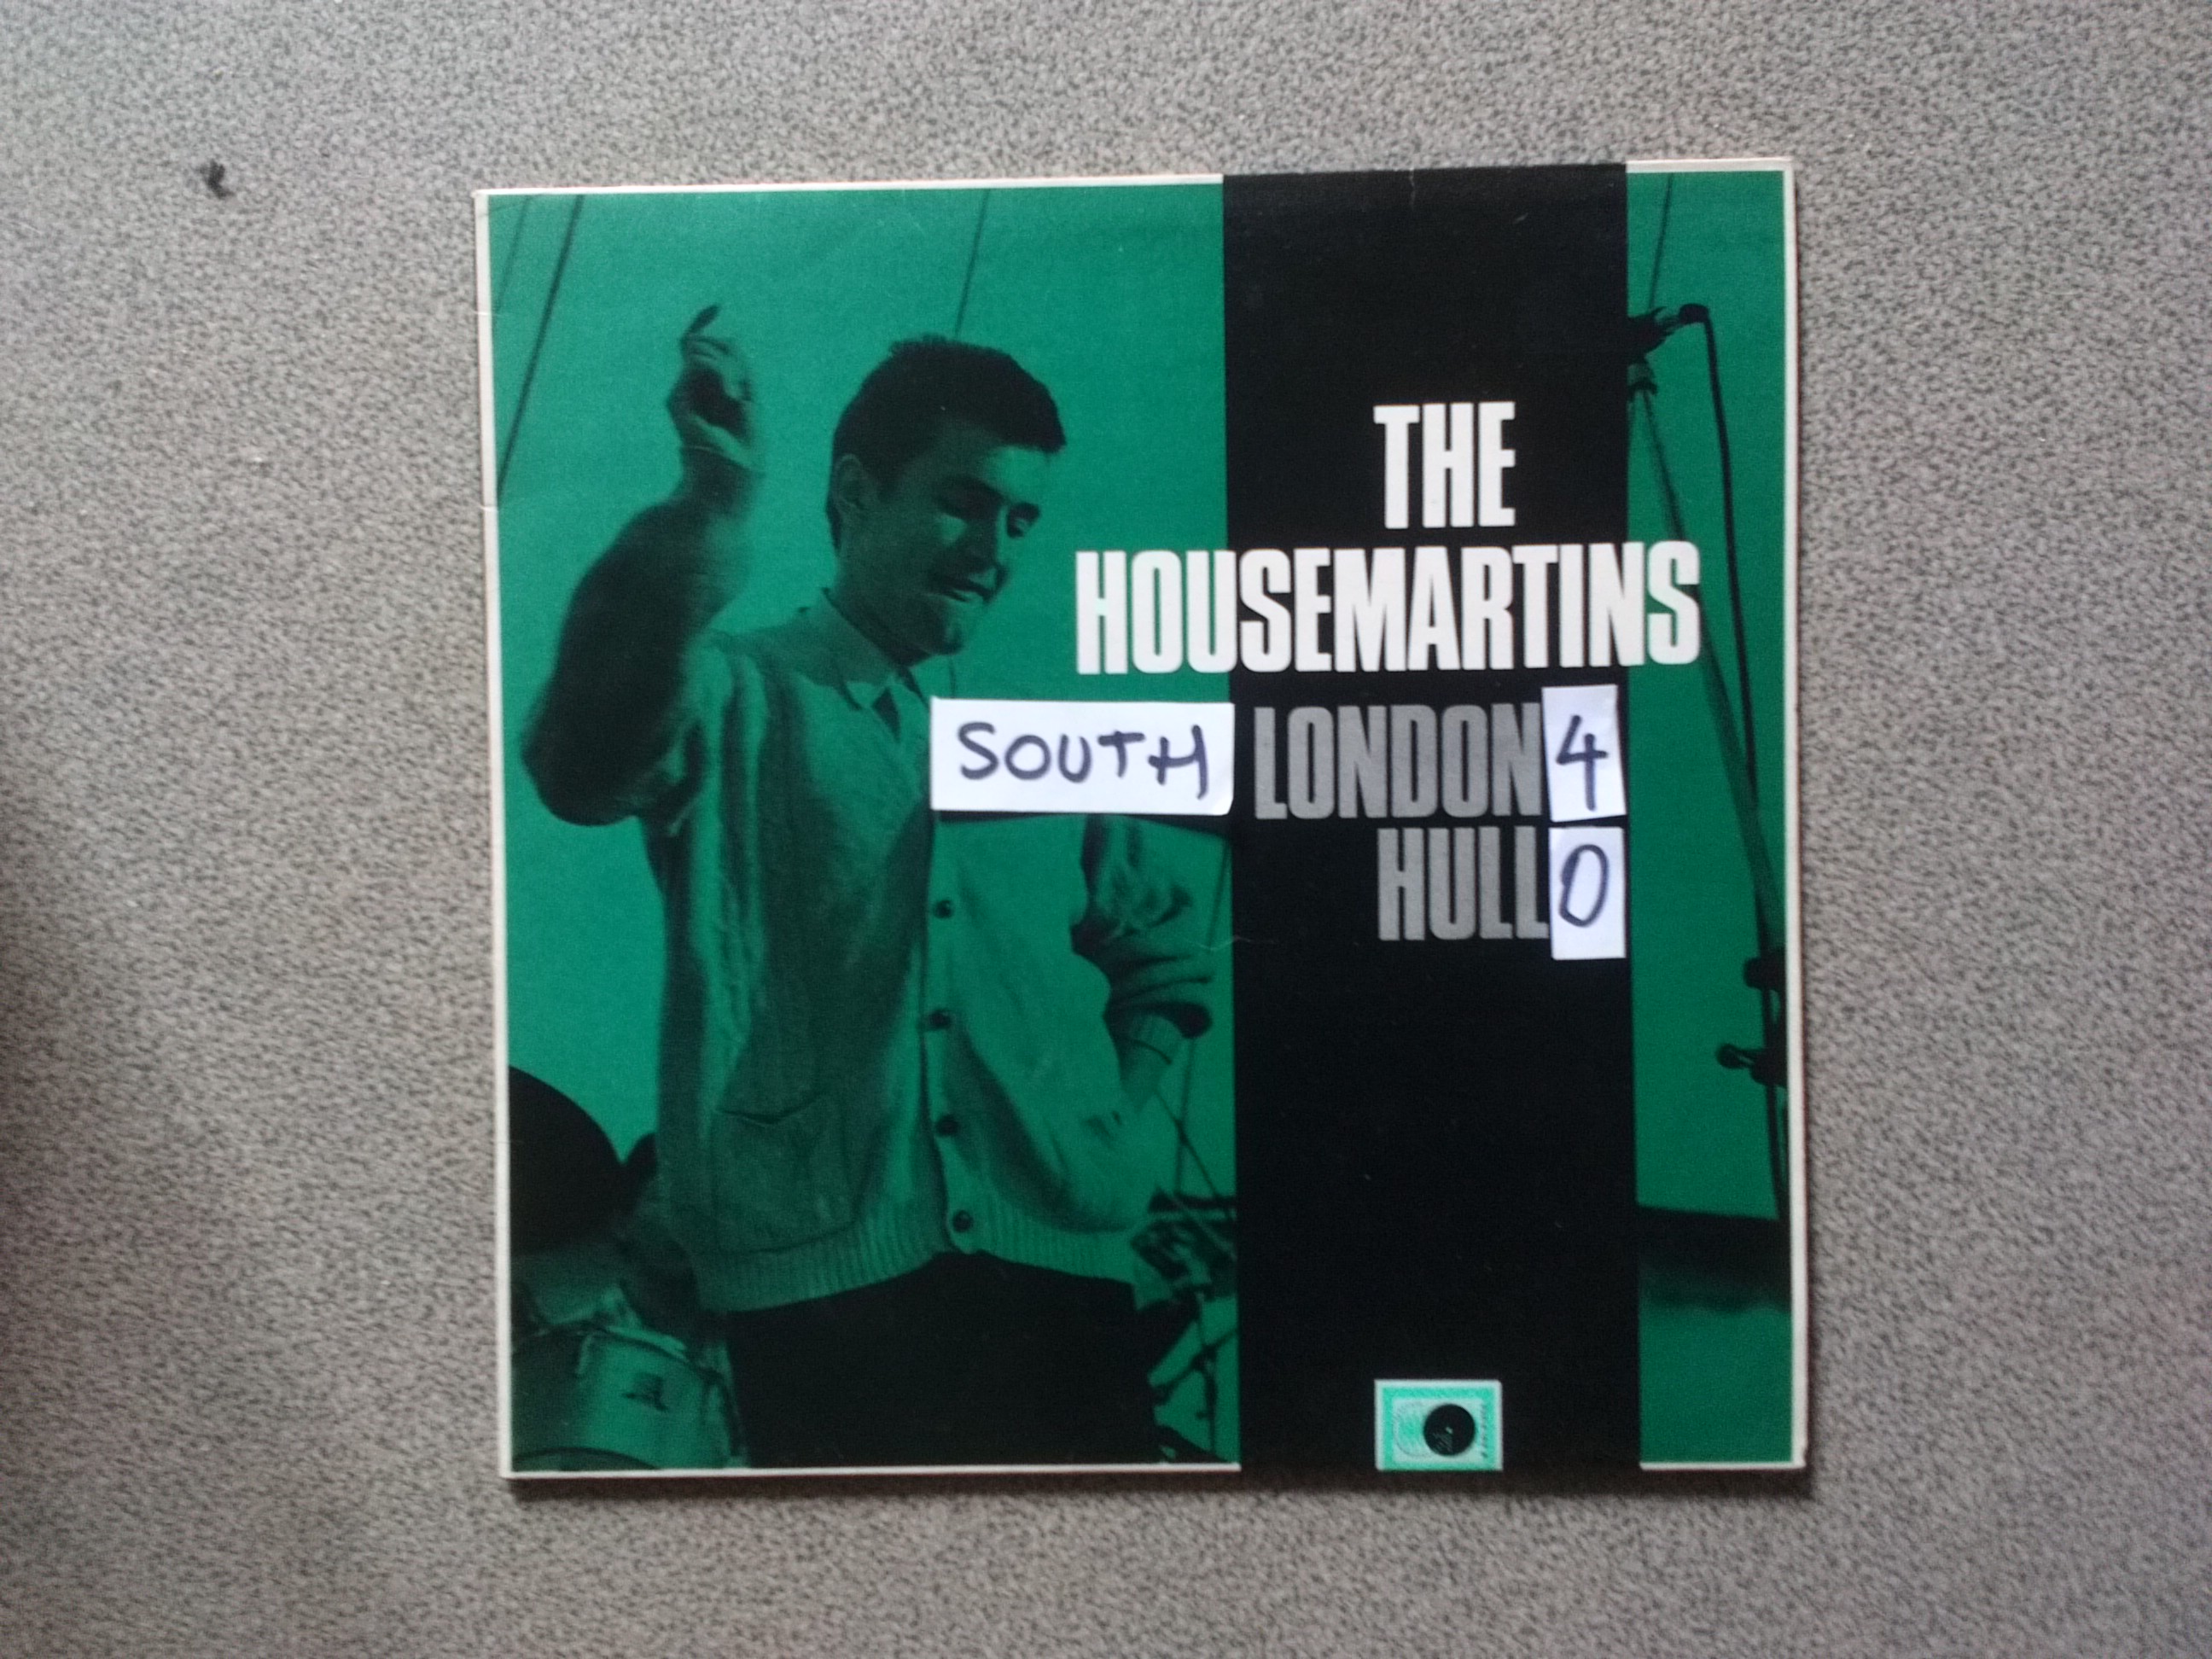 THE
HOUSEMARTINS
SOUTH LONDON 4
HULL 0